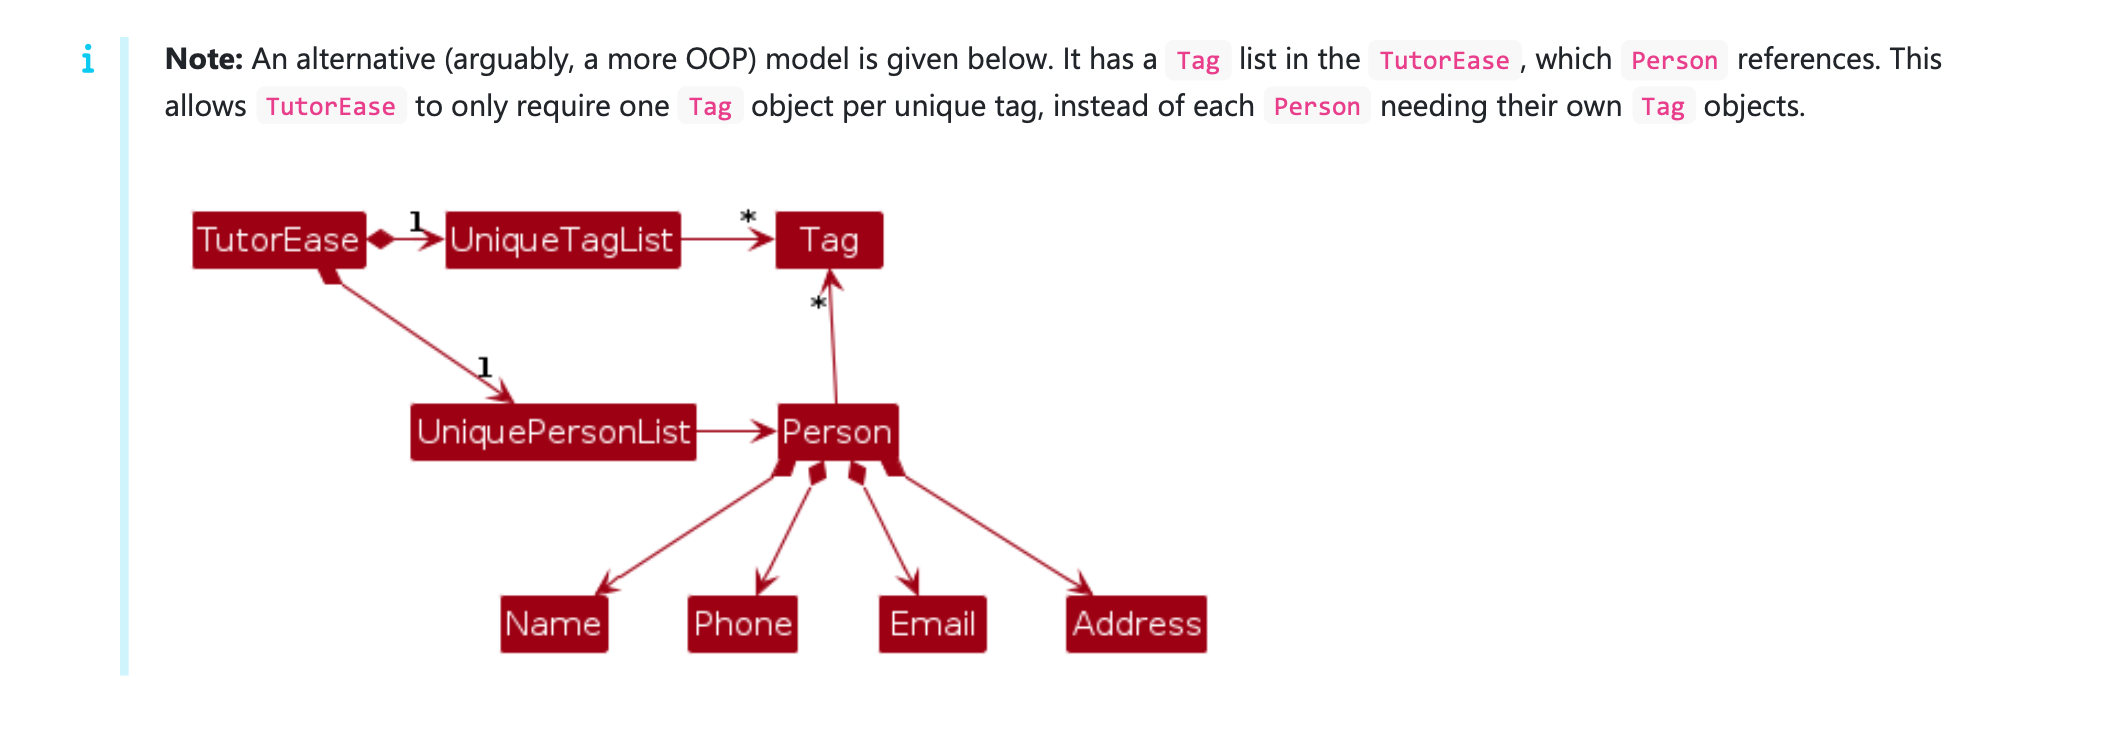 i
Note: An alternative (arguably, a more OOP) model is given below. It has a Tag list in the TutorEase , which Person references. This
allows TutorEase to only require one Tag object per unique tag, instead of each Person needing their own Tag objects.
TutorEase 1 UniqueTagList * Tag
*
1
UniquePersonList Person
Name Phone Email Address